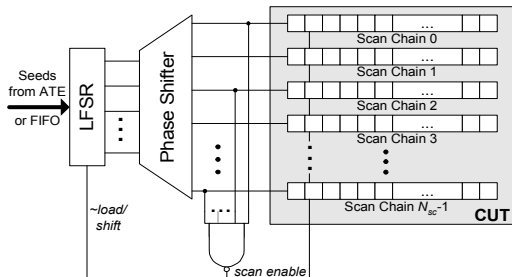 Seeds
from ATE
or FIFO
LFSR
Phase Shifter
...
Scan Chain 0
...
Scan Chain 1
...
Scan Chain 2
...
Scan Chain 3
...
Scan Chain Nsc-1
CUT
~load/
shift
scan enable